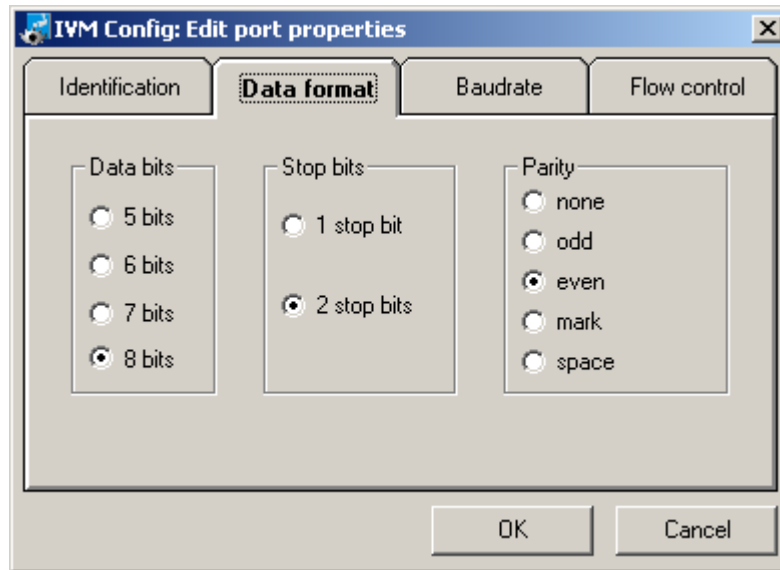 IVM Config: Edit port properties
Identification Data format Baudrate Flow control
Data bits Stop bits Parity
5 bits
6 bits
7 bits
8 bits
1 stop bit
2 stop bits
none
odd
even
mark
space
OK Cancel